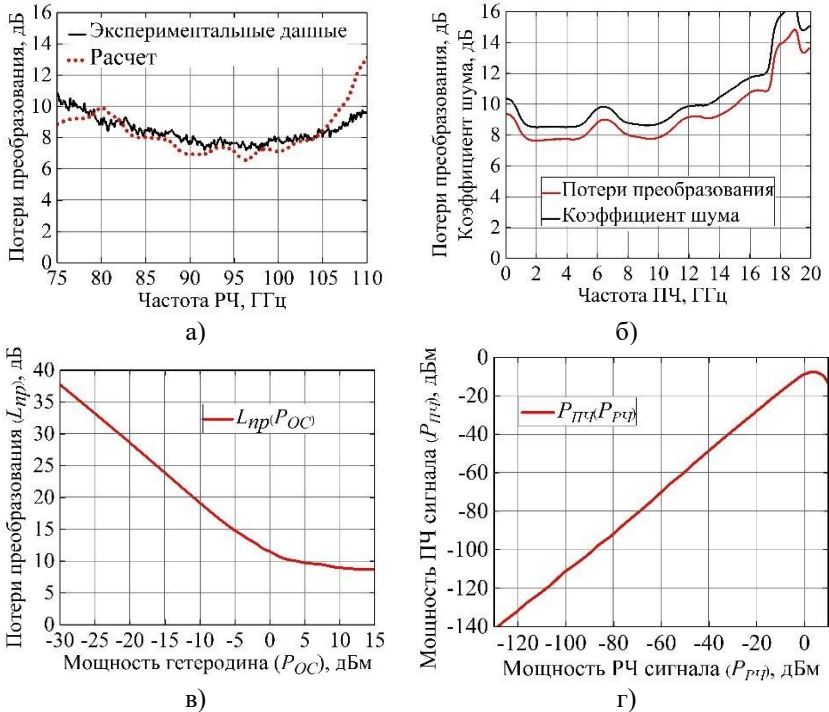 Потери преобразования, дБ
16
14
12
10
8
6
4
2
0
Экспериментальные данные
Расчет
75 80 85 90 95 100 105 110
Частота РЧ, ГГц
а)
Потери преобразования, дБ
Коэффициент шума, дБ
16
14
12
10
8
6
4
2
0
Потери преобразования
Коэффициент шума
0 2 4 6 8 10 12 14 16 18 20
Частота ПЧ, ГГц
б)
Потери преобразования (Lпр), дБ
40
35
30
25
20
15
10
5
0
Lпр(PОС)
-30 -25 -20 -15 -10 -5 0 5 10 15
Мощность гетеродина (PОС), дБм
в)
Мощность ПЧ сигнала (PПЧ), дБм
0
-20
-40
-60
-80
-100
-120
-140
PПЧ(PРЧ)
-120 -100 -80 -60 -40 -20 0
Мощность РЧ сигнала (PРЧ), дБм
г)